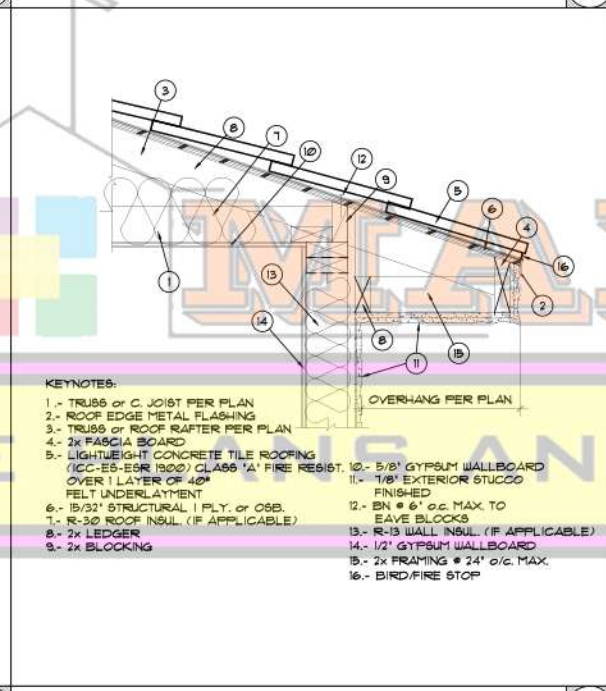 3
8
7
10
12
9
5
6
4
16
2
1
13
14
8
15
11
MA
E
ANS AN
OVERHANG PER PLAN
KEYNOTES:
1.- TRUSS or C. JOIST PER PLAN
2.- ROOF EDGE METAL FLASHING
3.- TRUSS or ROOF RAFTER PER PLAN
4.- 2x FASCIA BOARD
5.- LIGHTWEIGHT CONCRETE TILE ROOFING
(ICC-ES-ESR 1900) CLASS "A" FIRE RESIST.
OVER 1 LAYER OF 40#
FELT UNDERLAYMENT
6.- 15/32" STRUCTURAL I PLY. or OSB.
7.- R-30 ROOF INSUL. (IF APPLICABLE)
8.- 2x LEDGER
9.- 2x BLOCKING
10.- 5/8" GYPSUM WALLBOARD
11.- 7/8" EXTERIOR STUCCO
FINISHED
12.- BN @ 6" o.c. MAX. TO
EAVE BLOCKS
13.- R-13 WALL INSUL. (IF APPLICABLE)
14.- 1/2" GYPSUM WALLBOARD
15.- 2x FRAMING @ 24" o/c. MAX.
16.- BIRD/FIRE STOP